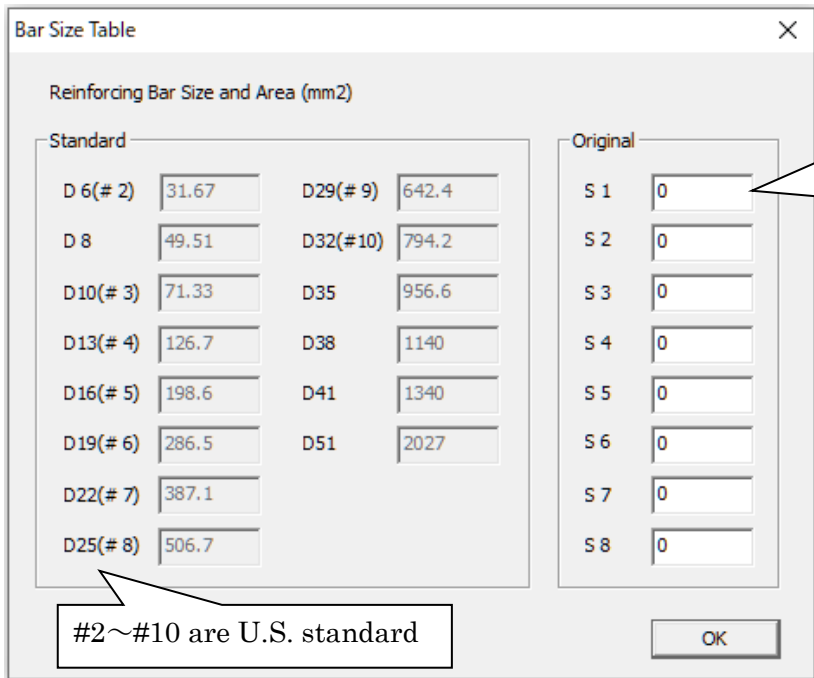 Bar Size Table
Reinforcing Bar Size and Area (mm2)
Standard
D 6(# 2) 31.67 D29(# 9) 642.4
D 8 49.51 D32(#10) 794.2
D10(# 3) 71.33 D35 956.6
D13(# 4) 126.7 D38 1140
D16(# 5) 198.6 D41 1340
D19(# 6) 286.5 D51 2027
D22(# 7) 387.1
D25(# 8) 506.7
Original
S 1 0
S 2 0
S 3 0
S 4 0
S 5 0
S 6 0
S 7 0
S 8 0
#2～#10 are U.S. standard
OK